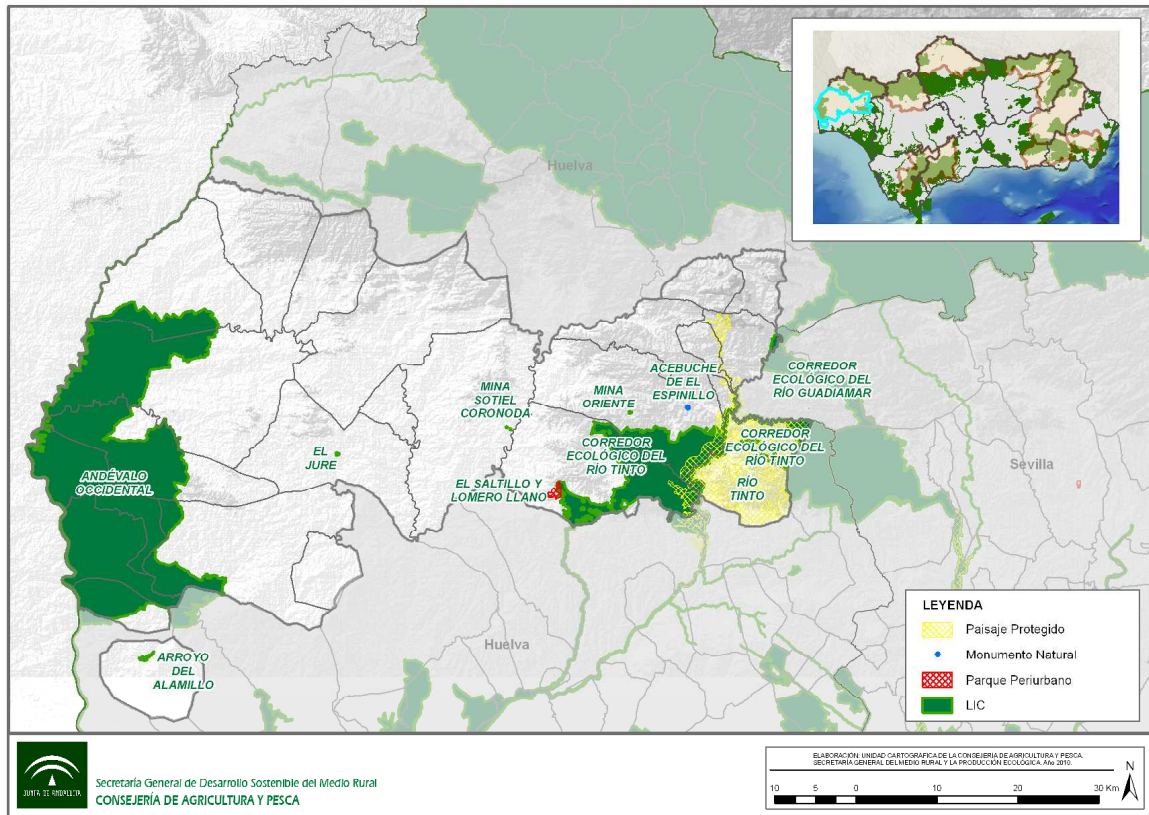 Huelva
ACEBUCHE
DE EL
ESPINILLO
CORREDOR
ECOLÓGICO DEL
RÍO GUADIAMAR
MINA
SOTIEL
CORONODA
MINA
ORIENTE
EL
JURE
CORREDOR
ECOLÓGICO DEL
RÍO TINTO
CORREDOR
ECOLÓGICO DEL
RÍO TINTO
RÍO
TINTO
Sevilla
ANDÉVALO
OCCIDENTAL
EL SALTILLO Y
LOMERO LLANO
Huelva
ARROYO
DEL
ALAMILLO
LEYENDA
Paisaje Protegido
Monumento Natural
Parque Periurbano
LIC
JUNTA DE ANDALUCIA
Secretaría General de Desarrollo Sostenible del Medio Rural
CONSEJERÍA DE AGRICULTURA Y PESCA
ELABORACIÓN: UNIDAD CARTOGRÁFICA DE LA CONSEJERIA DE AGRICULTURA Y PESCA.
SECRETARÍA GENERAL DEL MEDIO RURAL Y LA PRODUCCIÓN ECOLÓGICA. Año 2010.
10 5 0 10 20 30 Km
N